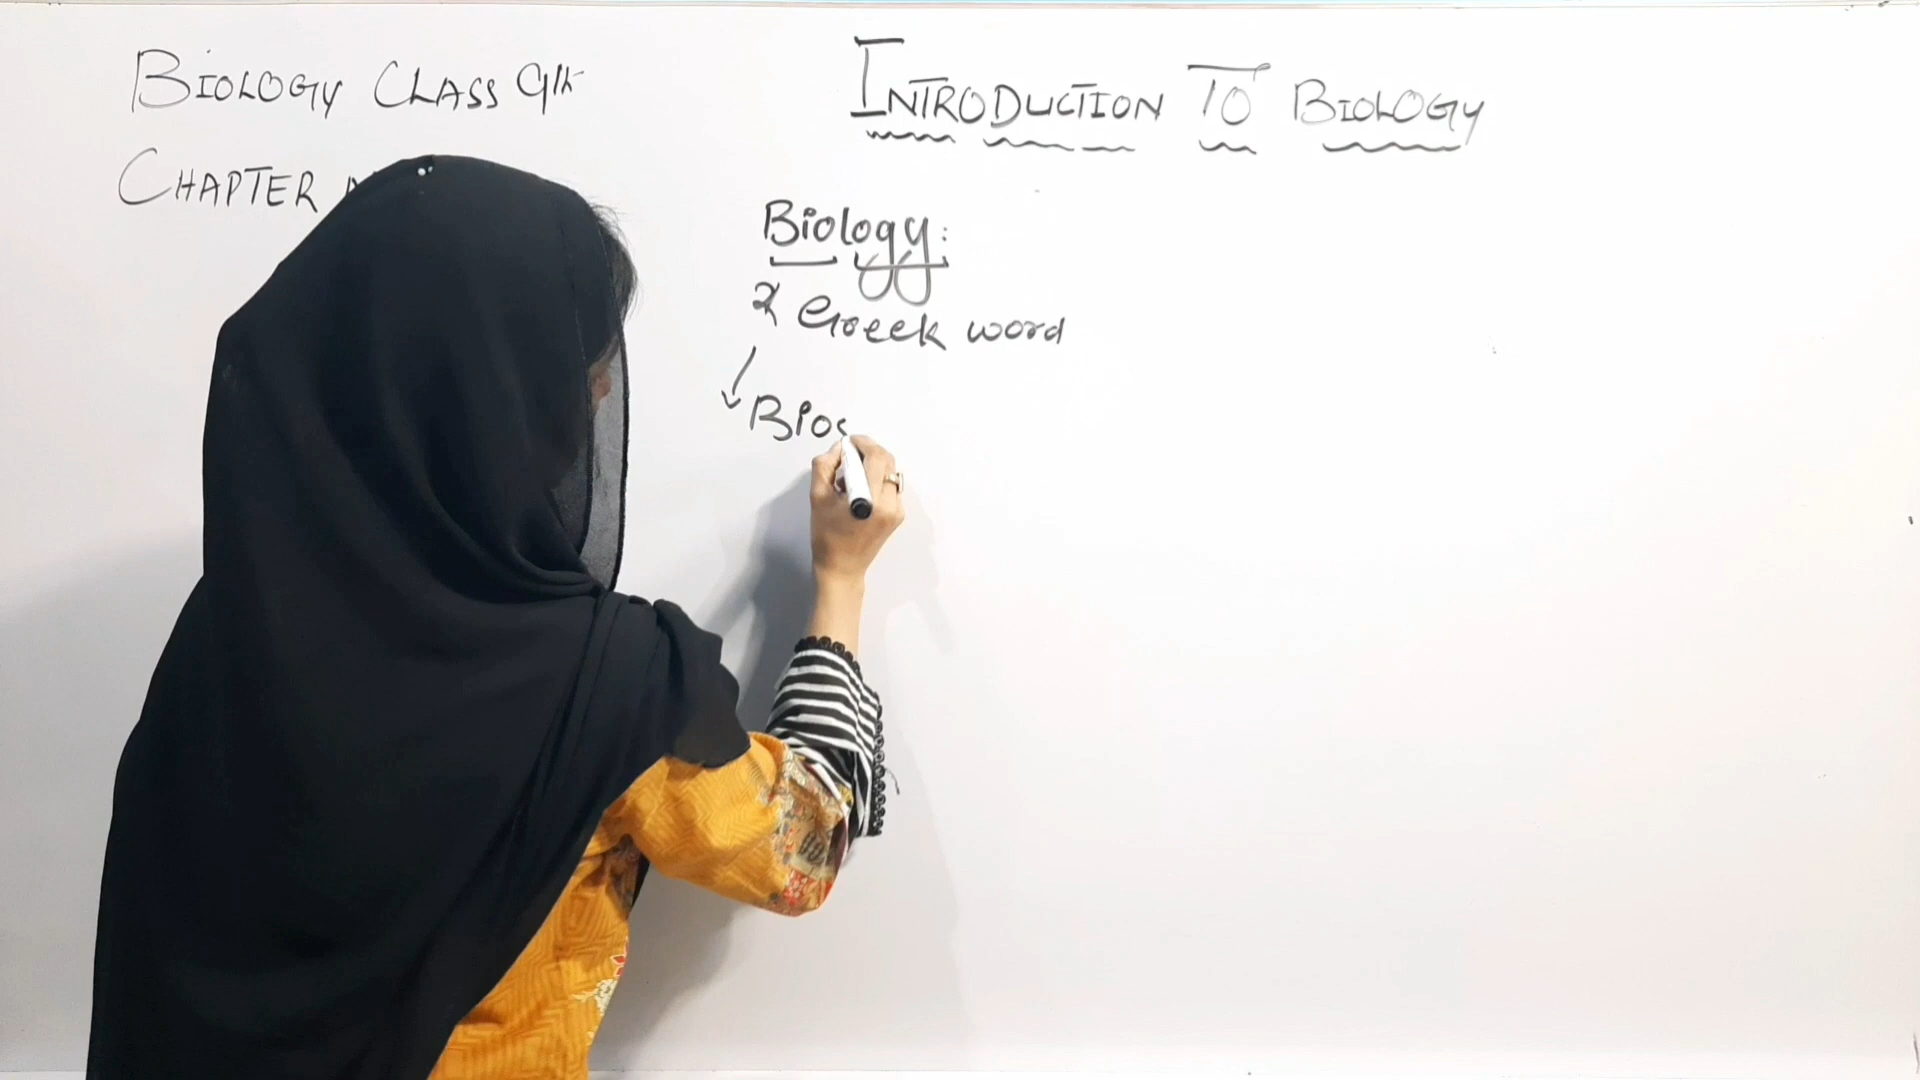 BIOLOGY CLASS 9th
CHAPTER
INTRODUCTION TO BIOLOGY
Biology:
2 Greek word
Bios